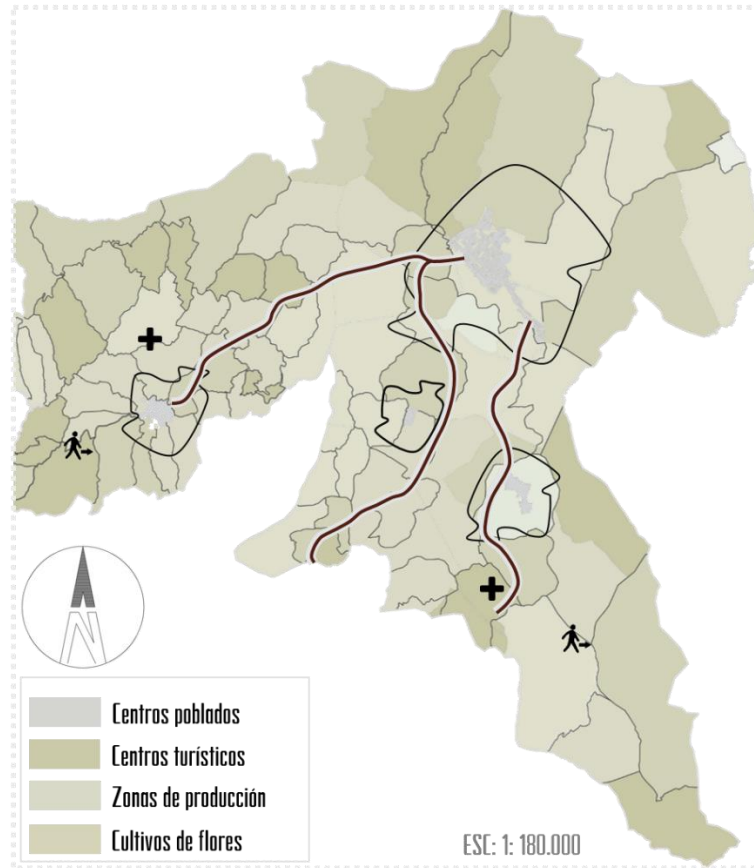 Centros poblados
Centros turísticos
Zonas de producción
Cultivos de flores
ESC: 1: 180.000
N